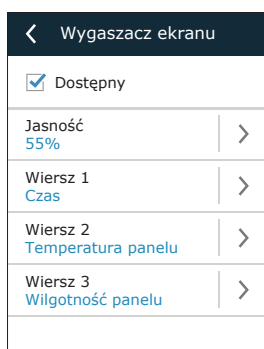 Wygaszacz ekranu
Dostępny
Jasność
55%
Wiersz 1
Czas
Wiersz 2
Temperatura panelu
Wiersz 3
Wilgotność panelu